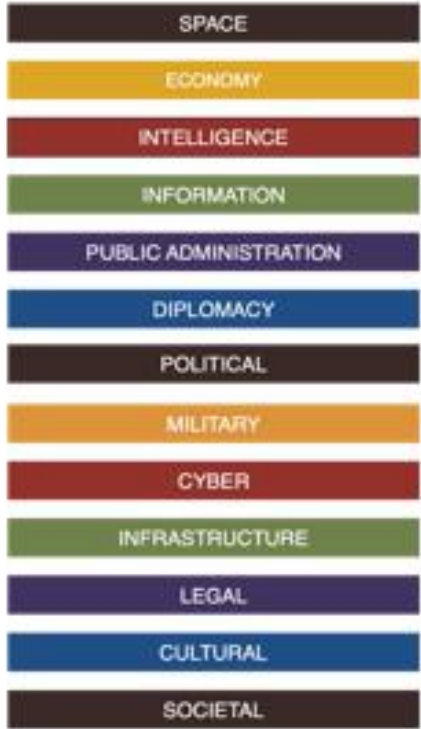 SPACE
ECONOMY
INTELLIGENCE
INFORMATION
PUBLIC ADMINISTRATION
DIPLOMACY
POLITICAL
MILITARY
CYBER
INFRASTRUCTURE
LEGAL
CULTURAL
SOCIETAL